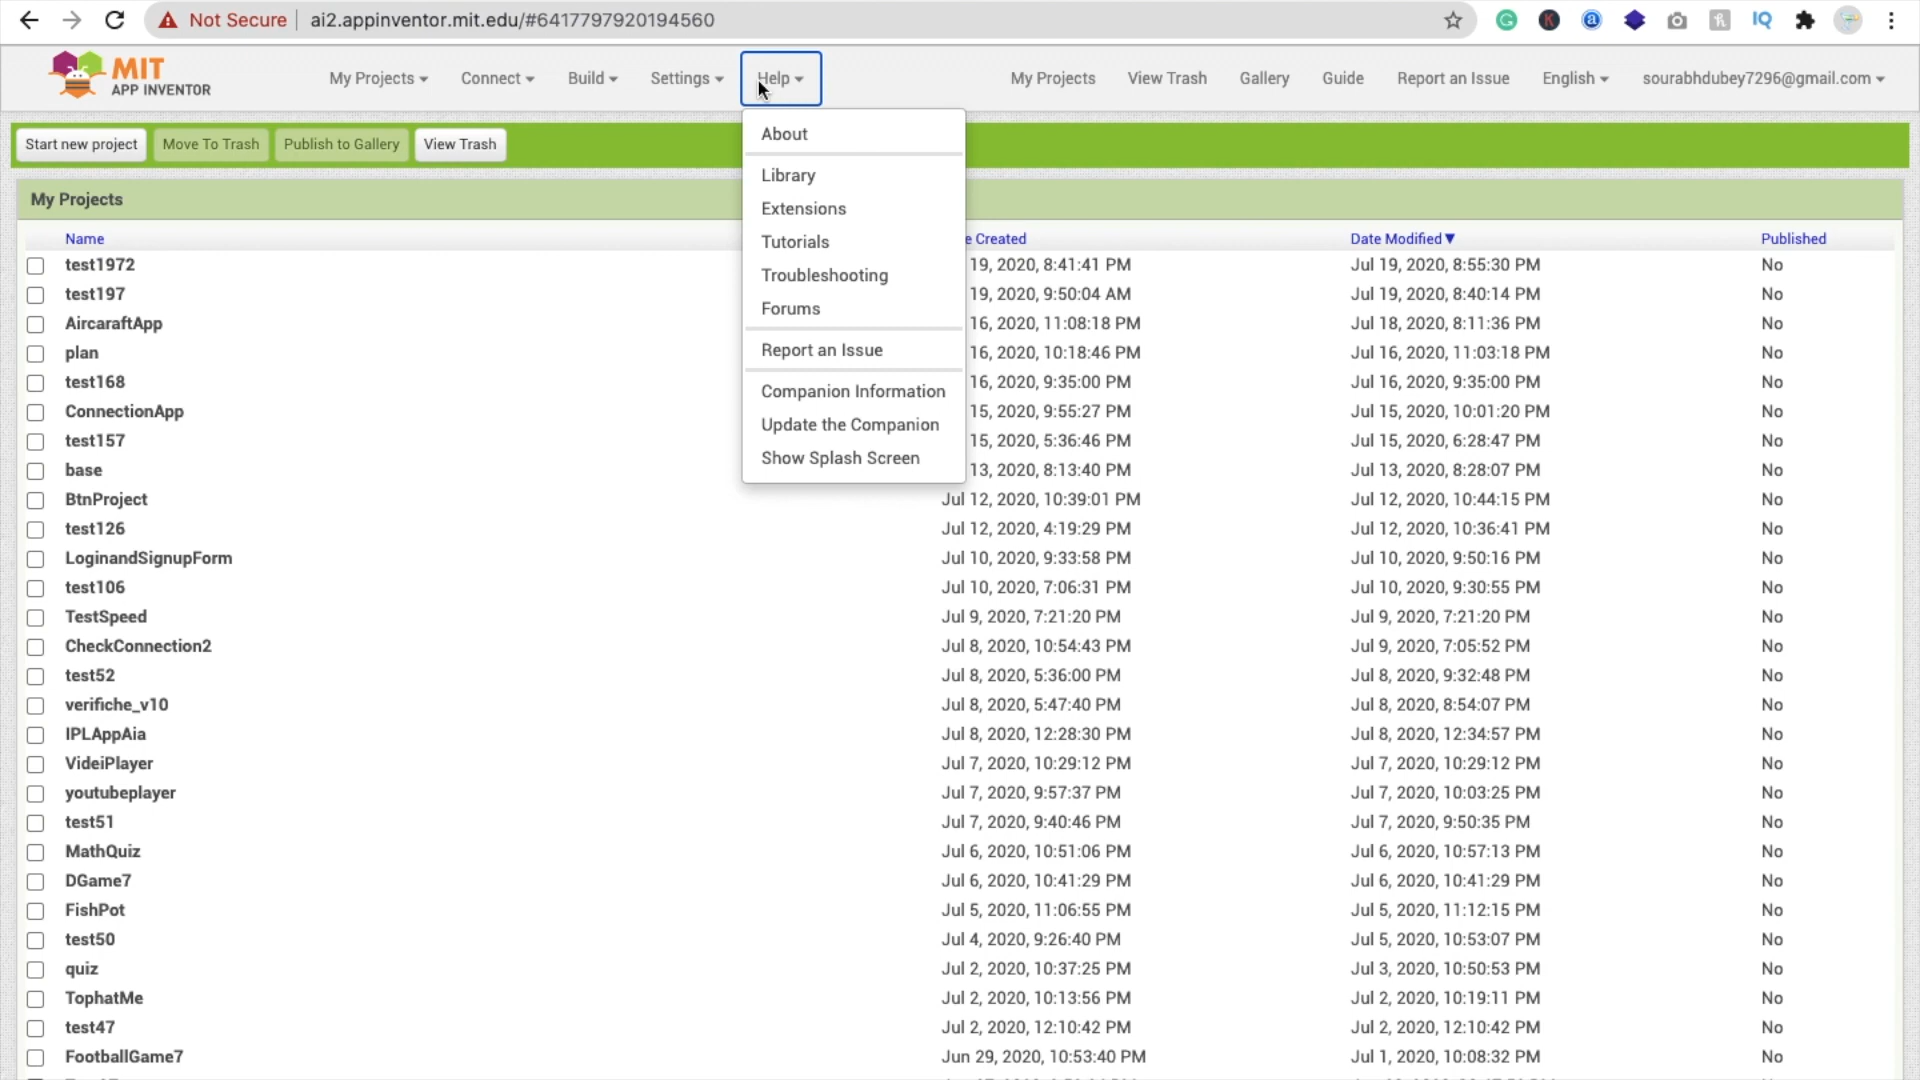 Not Secure ai2.appinventor.mit.edu/#6417797920194560
MIT
APP INVENTOR
My Projects Connect Build Settings Help My Projects View Trash Gallery Guide Report an Issue English sourabhdubey7296@gmail.com
About
Library
Extensions
Tutorials
Troubleshooting
Forums
Report an Issue
Companion Information
Update the Companion
Show Splash Screen
Start new project Move To Trash Publish to Gallery View Trash
My Projects
Name e Created Date Modified▼ Published
test1972 19, 2020, 8:41:41 PM Jul 19, 2020, 8:55:30 PM No
test197 19, 2020, 9:50:04 AM Jul 19, 2020, 8:40:14 PM No
AircaraftApp 16, 2020, 11:08:18 PM Jul 18, 2020, 8:11:36 PM No
plan 16, 2020, 10:18:46 PM Jul 16, 2020, 11:03:18 PM No
test168 16, 2020, 9:35:00 PM Jul 16, 2020, 9:35:00 PM No
ConnectionApp 15, 2020, 9:55:27 PM Jul 15, 2020, 10:01:20 PM No
test157 15, 2020, 5:36:46 PM Jul 15, 2020, 6:28:47 PM No
base 13, 2020, 8:13:40 PM Jul 13, 2020, 8:28:07 PM No
BtnProject Jul 12, 2020, 10:39:01 PM Jul 12, 2020, 10:44:15 PM No
test126 Jul 12, 2020, 4:19:29 PM Jul 12, 2020, 10:36:41 PM No
LoginandSignupForm Jul 10, 2020, 9:33:58 PM Jul 10, 2020, 9:50:16 PM No
test106 Jul 10, 2020, 7:06:31 PM Jul 10, 2020, 9:30:55 PM No
TestSpeed Jul 9, 2020, 7:21:20 PM Jul 9, 2020, 7:21:20 PM No
CheckConnection2 Jul 8, 2020, 10:54:43 PM Jul 9, 2020, 7:05:52 PM No
test52 Jul 8, 2020, 5:36:00 PM Jul 8, 2020, 9:32:48 PM No
verifiche_v10 Jul 8, 2020, 5:47:40 PM Jul 8, 2020, 8:54:07 PM No
IPLAppAia Jul 8, 2020, 12:28:30 PM Jul 8, 2020, 12:34:57 PM No
VideiPlayer Jul 7, 2020, 10:29:12 PM Jul 7, 2020, 10:29:12 PM No
youtubeplayer Jul 7, 2020, 9:57:37 PM Jul 7, 2020, 10:03:25 PM No
test51 Jul 7, 2020, 9:40:46 PM Jul 7, 2020, 9:50:35 PM No
MathQuiz Jul 6, 2020, 10:51:06 PM Jul 6, 2020, 10:57:13 PM No
DGame7 Jul 6, 2020, 10:41:29 PM Jul 6, 2020, 10:41:29 PM No
FishPot Jul 5, 2020, 11:06:55 PM Jul 5, 2020, 11:12:15 PM No
test50 Jul 4, 2020, 9:26:40 PM Jul 5, 2020, 10:53:07 PM No
quiz Jul 2, 2020, 10:37:25 PM Jul 3, 2020, 10:50:53 PM No
TophatMe Jul 2, 2020, 10:13:56 PM Jul 2, 2020, 10:19:11 PM No
test47 Jul 2, 2020, 12:10:42 PM Jul 2, 2020, 12:10:42 PM No
FootballGame7 Jun 29, 2020, 10:53:40 PM Jul 1, 2020, 10:08:32 PM No